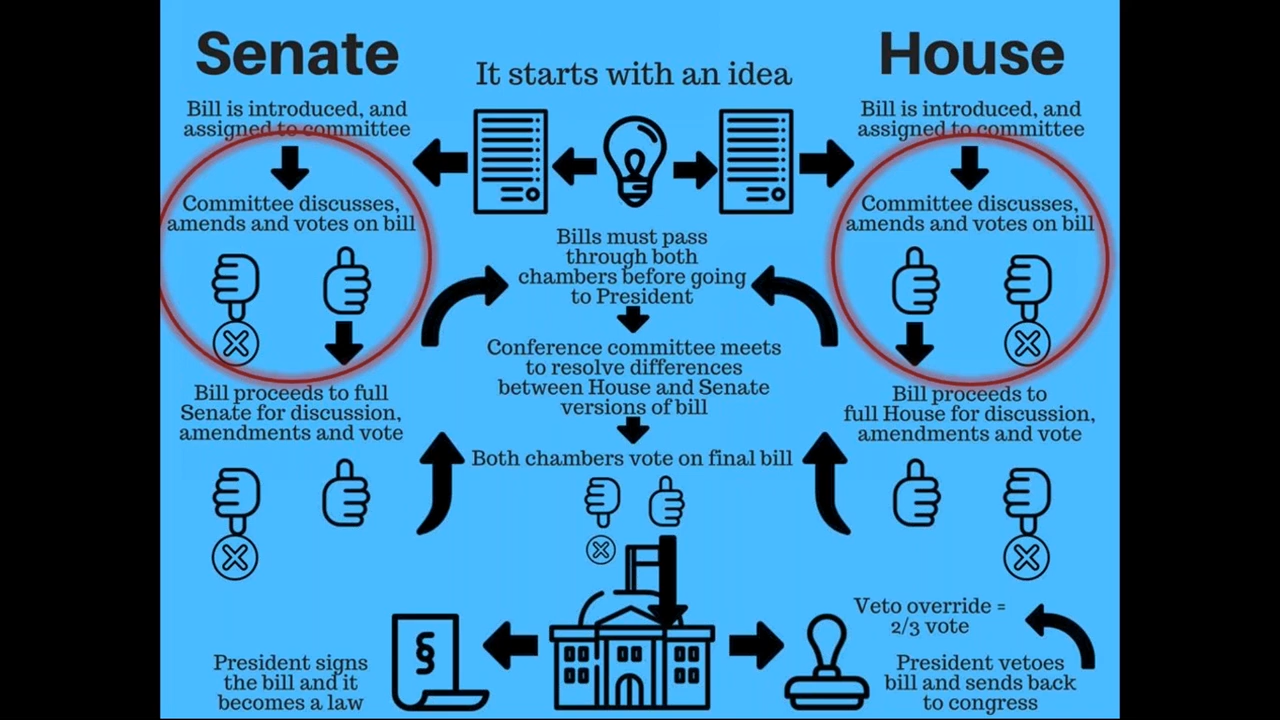 Senate
Bill is introduced, and
assigned to committee
Committee discusses,
amends and votes on bill
Bill proceeds to full
Senate for discussion,
amendments and vote
It starts with an idea
Bills must pass
through both
chambers before going
to President
Conference committee meets
to resolve differences
between House and Senate
versions of bill
Both chambers vote on final bill
House
Bill is introduced, and
assigned to committee
Committee discusses,
amends and votes on bill
Bill proceeds to
full House for discussion,
amendments and vote
President signs
the bill and it
becomes a law
§
Veto override =
2/3 vote
President vetoes
bill and sends back
to congress